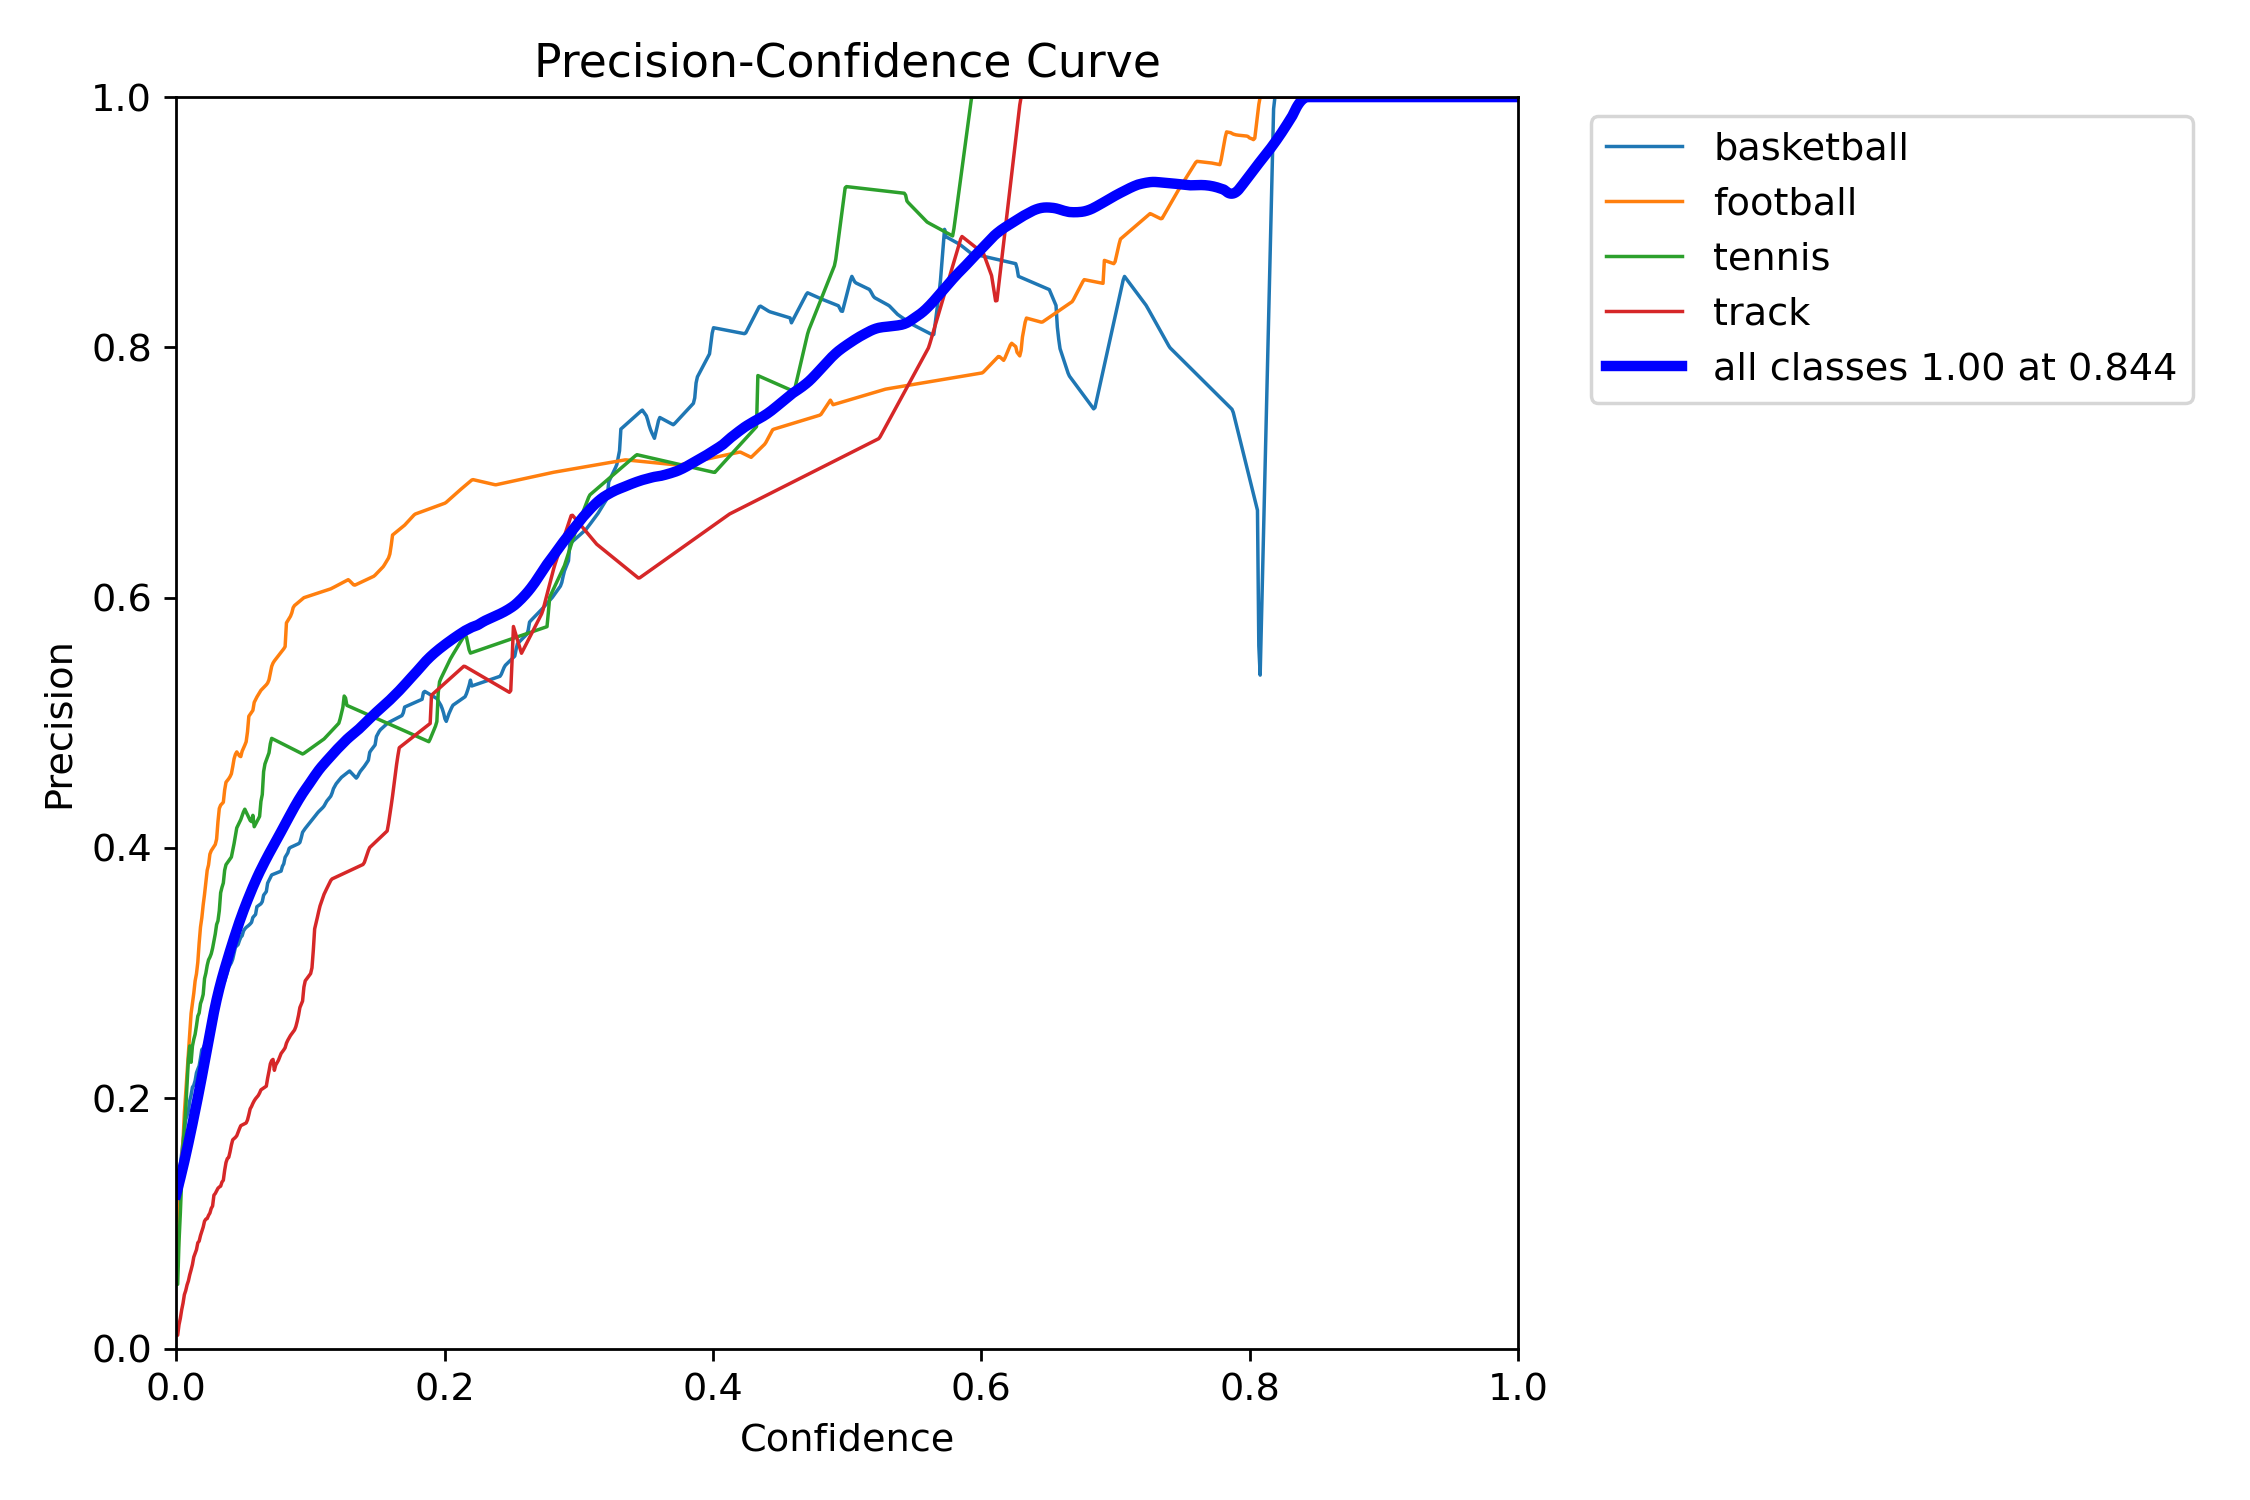 Precision-Confidence Curve
1.0
0.8
0.6
0.4
0.2
0.0
Precision
0.0 0.2 0.4 0.6 0.8 1.0
Confidence
basketball
football
tennis
track
all classes 1.00 at 0.844